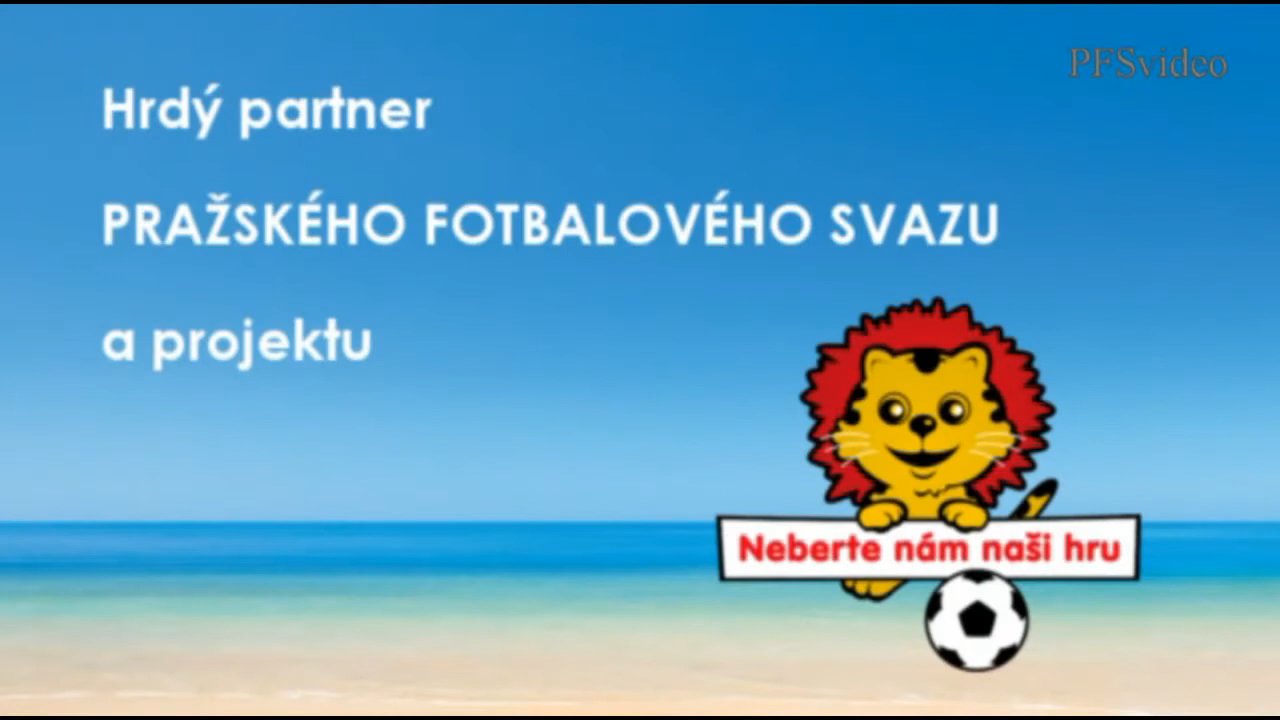 PFSvideo
Hrdý partner
PRAŽSKÉHO FOTBALOVÉHO SVAZU
a projektu
Neberte nám naši hru